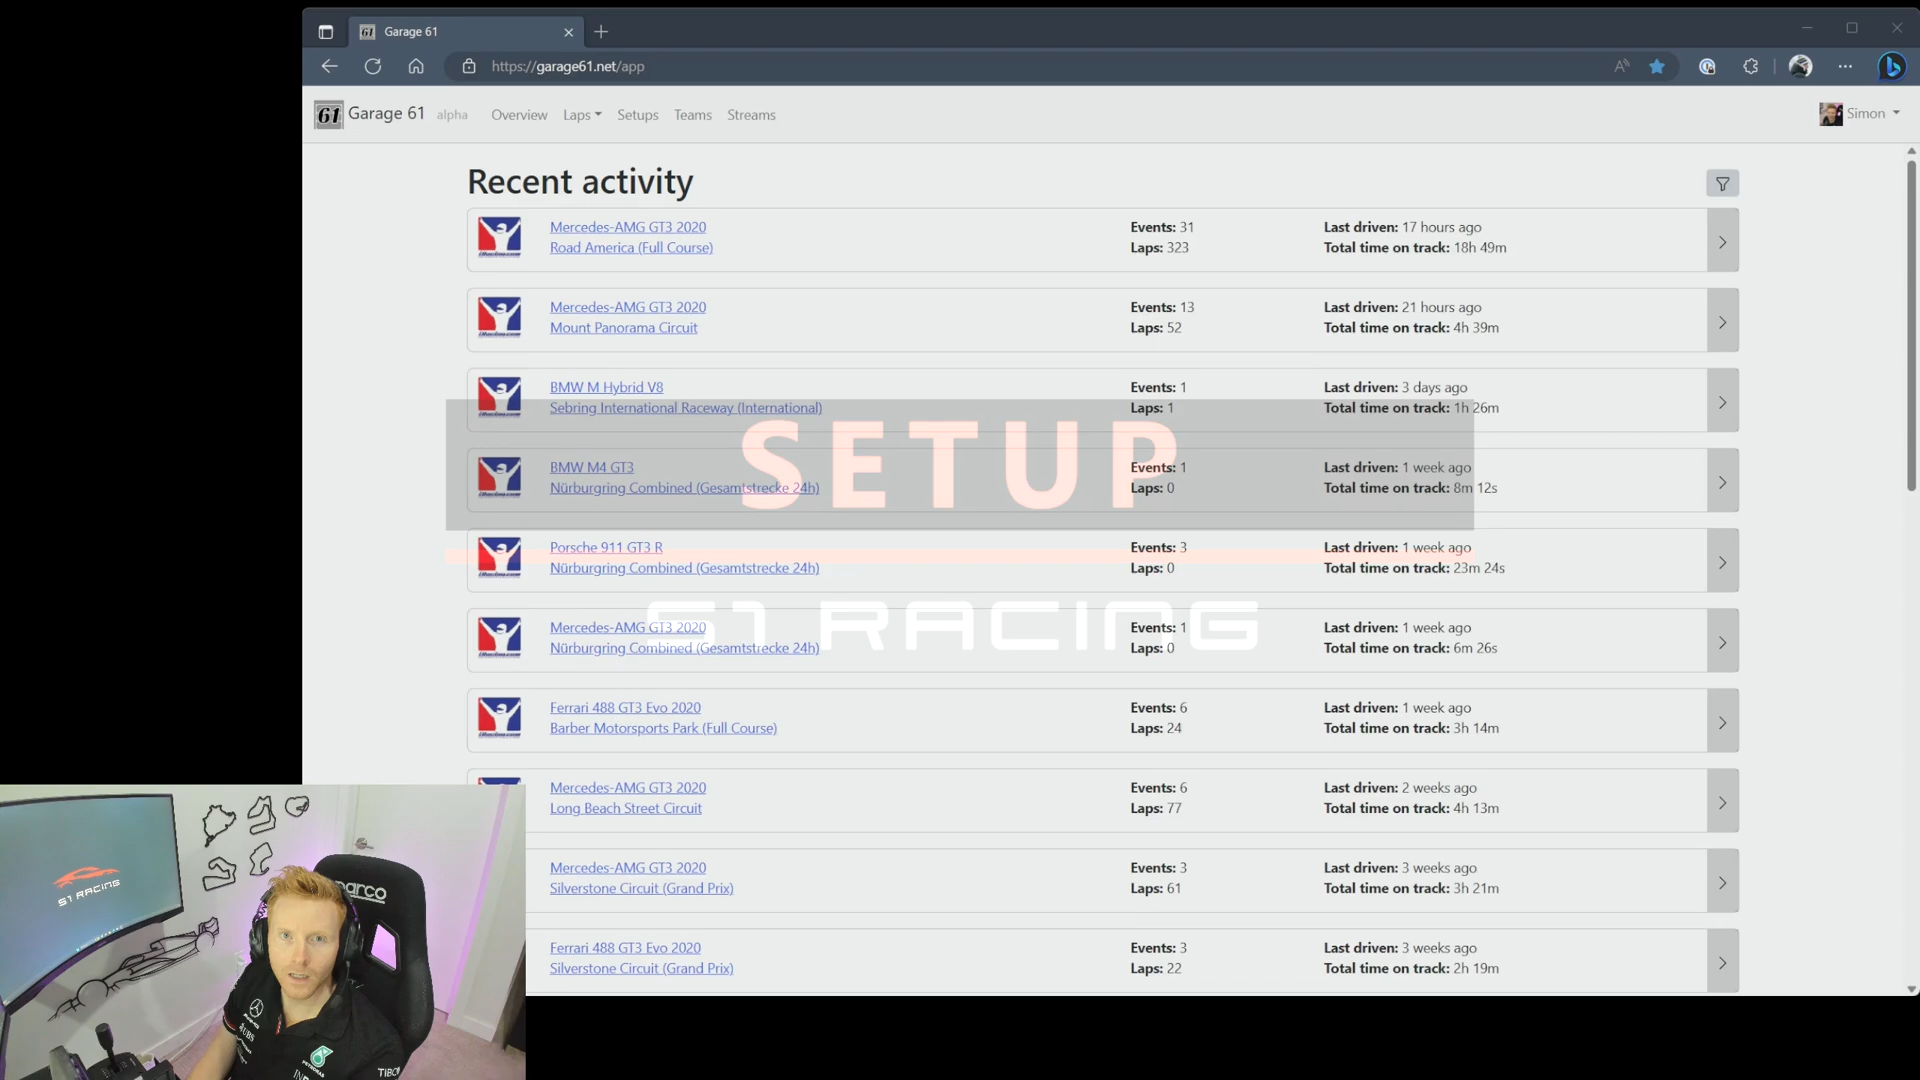 Garage 61
https://garage61.net/app
61 Garage 61 alpha Overview Laps Setups Teams Streams Simon
Recent activity
Mercedes-AMG GT3 2020 Events: 31 Last driven: 17 hours ago
Road America (Full Course) Laps: 323 Total time on track: 18h 49m
Mercedes-AMG GT3 2020 Events: 13 Last driven: 21 hours ago
Mount Panorama Circuit Laps: 52 Total time on track: 4h 39m
BMW M Hybrid V8 Events: 1 Last driven: 3 days ago
Sebring International Raceway (International) Laps: 1 Total time on track: 1h 26m
SETUP
BMW M4 GT3 Events: 1 Last driven: 1 week ago
Nürburgring Combined (Gesamtstrecke 24h) Laps: 0 Total time on track: 8m 12s
Porsche 911 GT3 R Events: 3 Last driven: 1 week ago
Nürburgring Combined (Gesamtstrecke 24h) Laps: 0 Total time on track: 23m 24s
S1 RACING
Mercedes-AMG GT3 2020 Events: 1 Last driven: 1 week ago
Nürburgring Combined (Gesamtstrecke 24h) Laps: 0 Total time on track: 6m 26s
Ferrari 488 GT3 Evo 2020 Events: 6 Last driven: 1 week ago
Barber Motorsports Park (Full Course) Laps: 24 Total time on track: 3h 14m
Mercedes-AMG GT3 2020 Events: 6 Last driven: 2 weeks ago
Long Beach Street Circuit Laps: 77 Total time on track: 4h 13m
Mercedes-AMG GT3 2020 Events: 3 Last driven: 3 weeks ago
Silverstone Circuit (Grand Prix) Laps: 61 Total time on track: 3h 21m
Ferrari 488 GT3 Evo 2020 Events: 3 Last driven: 3 weeks ago
Silverstone Circuit (Grand Prix) Laps: 22 Total time on track: 2h 19m
S1 RACING
arco
PETRONAS